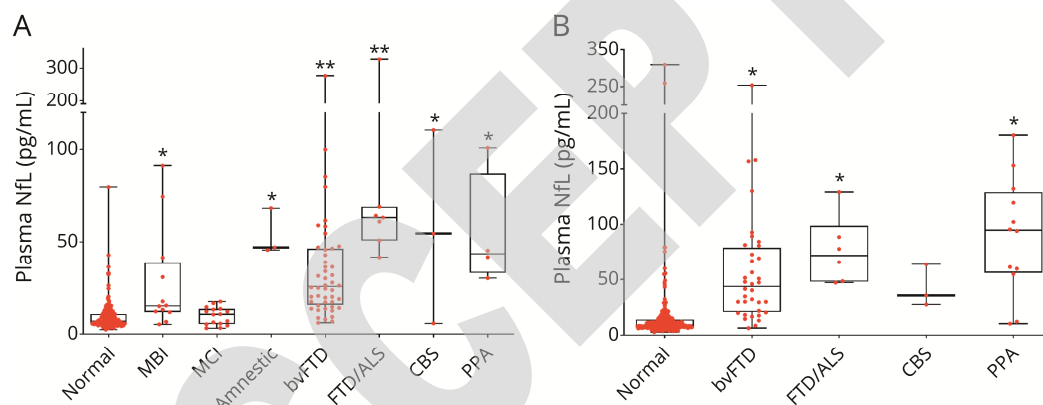 A
Plasma NfL (pg/mL)
300
200
100
50
0
*
**
**
*
*
*
Normal
MBI
MCI
Amnestic
bvFTD
FTD/ALS
CBS
PPA
B
Plasma NfL (pg/mL)
350
250
200
150
100
50
0
*
*
*
Normal
bvFTD
FTD/ALS
CBS
PPA
CCEPT